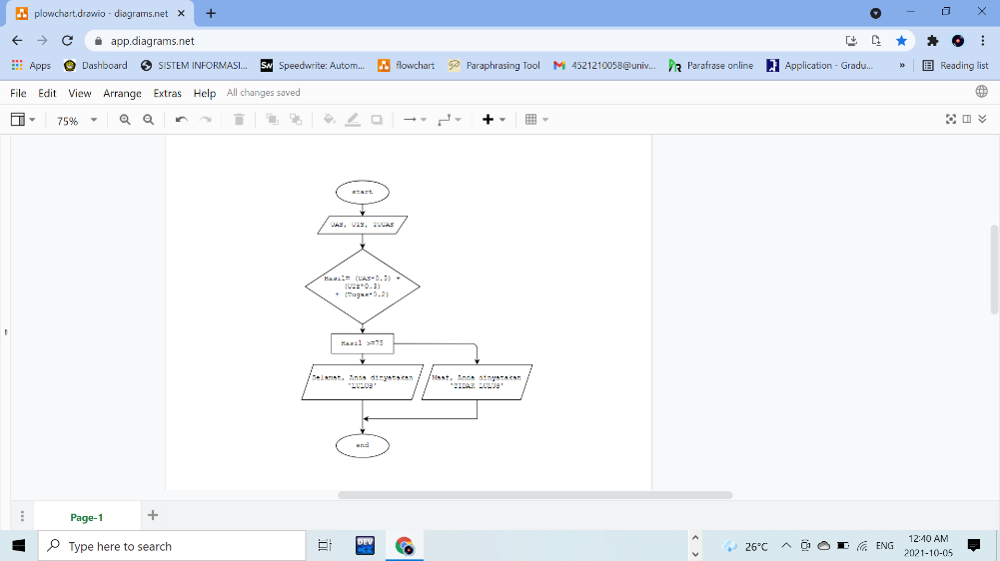 plowchart.drawio - diagrams.net
app.diagrams.net
Apps Dashboard SISTEM INFORMASI... Speedwrite: Autom... flowchart Paraphrasing Tool 4521210058@univ... Parafrase online Application - Gradu... » Reading list
File Edit View Arrange Extras Help All changes saved
75%
start
UAS, UTS, TUGAS
Hasil= (UAS*0.5) +
(UTS*0.3)
+ (Tugas*0.2)
Hasil >=75
Selamat, Anda dinyatakan
'LULUS'
Maaf, Anda dinyatakan
'TIDAK LULUS'
end
Page-1
Type here to search
DEV
26°C
ENG
12:40 AM
2021-10-05